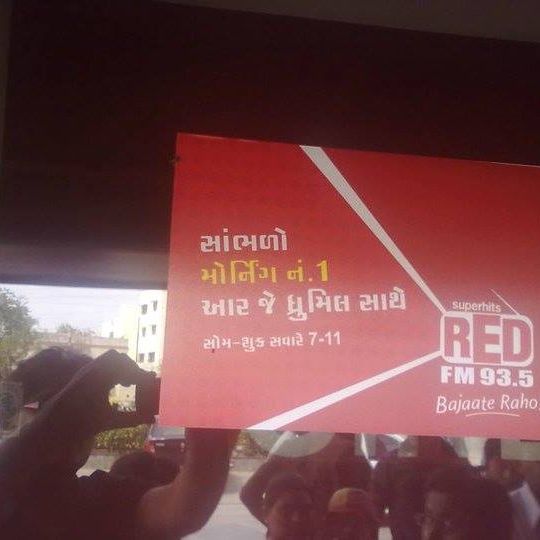 સાંભળો
મોર્નિંગ નં.1
આર જે ધ્રુમિલ સાથે
સોમ-શુક્ર સવારે 7-11
superhits
RED
FM 93.5
Bajaate Raho.